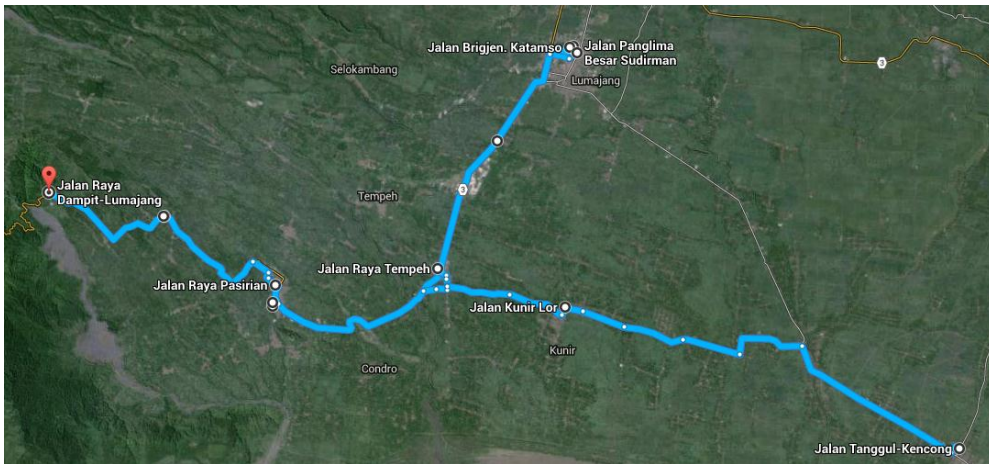 Jalan Brigjen. Katamso
Jalan Panglima
Besar Sudirman
3
Selokambang
Lumajang
Jalan Raya
Dampit-Lumajang
3
Tempeh
Jalan Raya Tempeh
Jalan Raya Pasirian
Jalan Kunir Lor
Kunir
Condro
Jalan Tanggul-Kencong